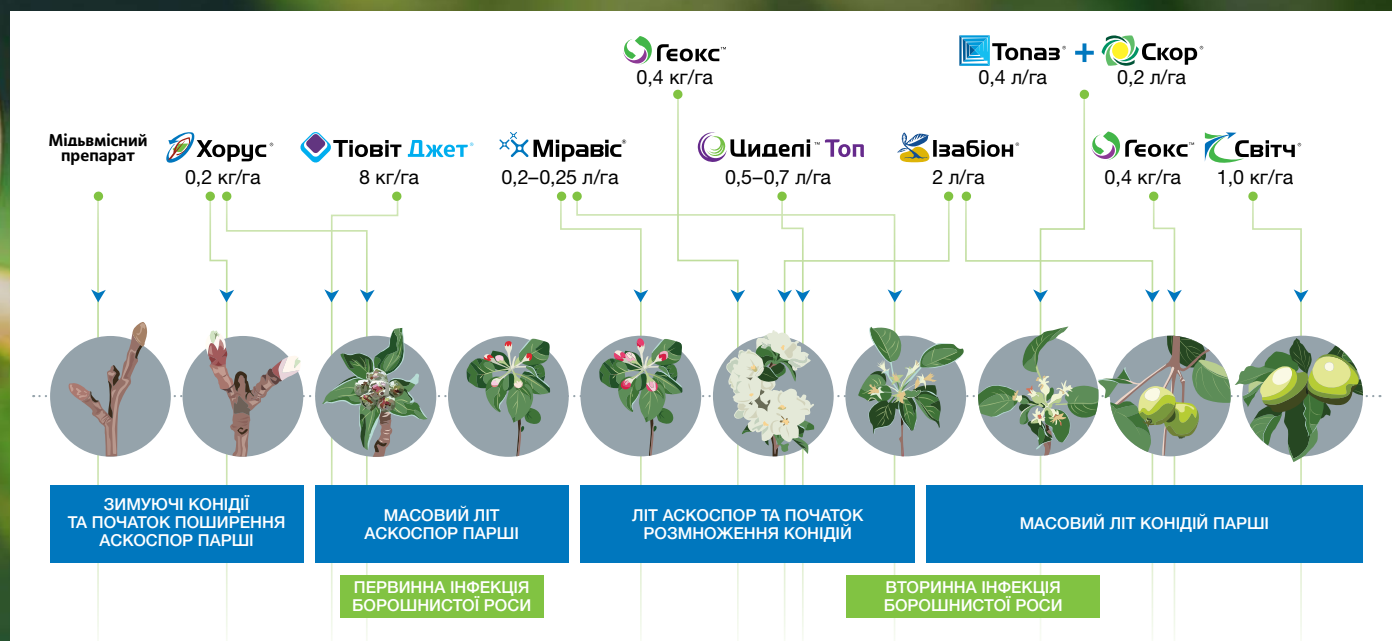 Геокс™
0,4 кг/га
Топаз® + Скор®
0,4 л/га 0,2 л/га
Мідьвмісний
препарат
Хорус®
0,2 кг/га
Тіовіт Джет®
8 кг/га
Міравіс®
0,2–0,25 л/га
Циделі™ Топ
0,5–0,7 л/га
Ізабіон®
2 л/га
Геокс™
0,4 кг/га
Світч®
1,0 кг/га
ЗИМУЮЧІ КОНІДІЇ
ТА ПОЧАТОК ПОШИРЕННЯ
АСКОСПОР ПАРШІ
МАСОВИЙ ЛІТ
АСКОСПОР ПАРШІ
ЛІТ АСКОСПОР ТА ПОЧАТОК
РОЗМНОЖЕННЯ КОНІДІЙ
МАСОВИЙ ЛІТ КОНІДІЙ ПАРШІ
ПЕРВИННА ІНФЕКЦІЯ
БОРОШНИСТОЇ РОСИ
ВТОРИННА ІНФЕКЦІЯ
БОРОШНИСТОЇ РОСИ